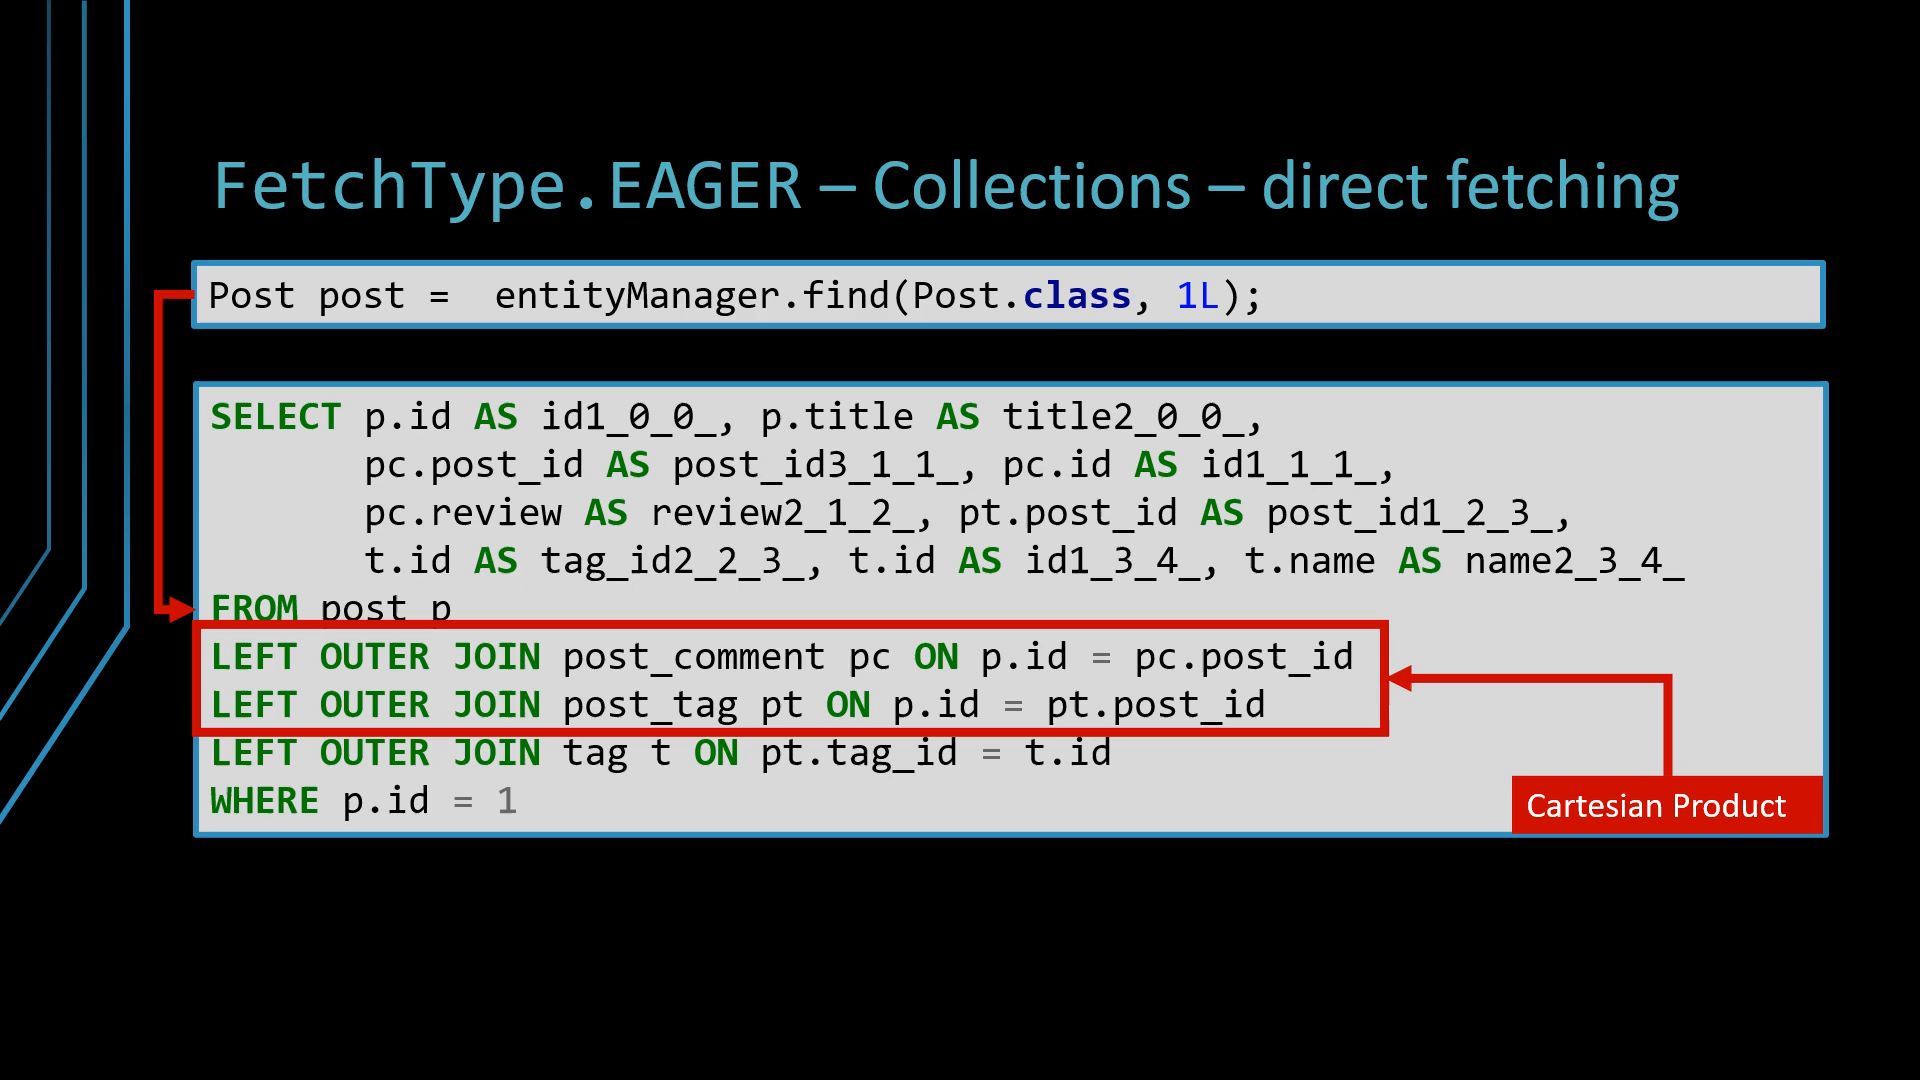 FetchType.EAGER – Collections – direct fetching
Post post =  entityManager.find(Post.class, 1L);
SELECT p.id AS id1_0_0_, p.title AS title2_0_0_,
       pc.post_id AS post_id3_1_1_, pc.id AS id1_1_1_,
       pc.review AS review2_1_2_, pt.post_id AS post_id1_2_3_,
       t.id AS tag_id2_2_3_, t.id AS id1_3_4_, t.name AS name2_3_4_
FROM post p
LEFT OUTER JOIN post_comment pc ON p.id = pc.post_id
LEFT OUTER JOIN post_tag pt ON p.id = pt.post_id
LEFT OUTER JOIN tag t ON pt.tag_id = t.id
WHERE p.id = 1
Cartesian Product